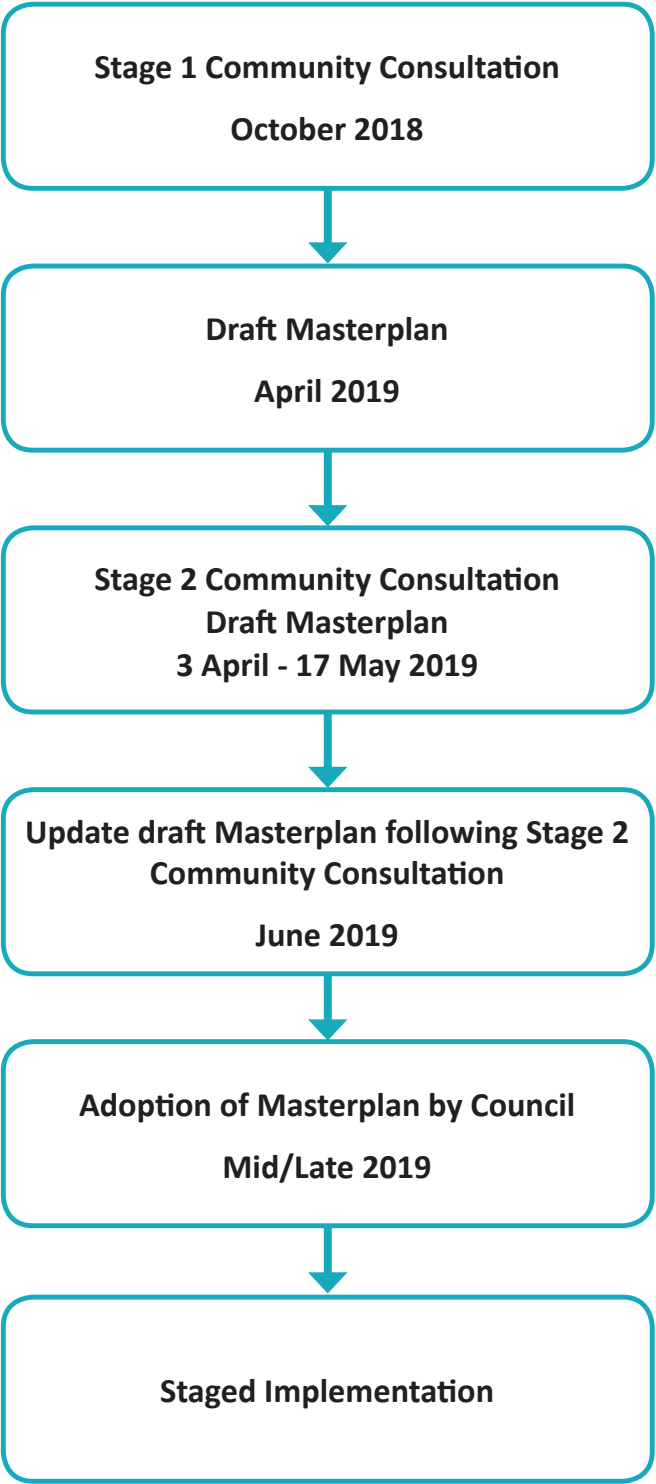 Stage 1 Community Consultation
October 2018
Draft Masterplan
April 2019
Stage 2 Community Consultation
Draft Masterplan
3 April - 17 May 2019
Update draft Masterplan following Stage 2
Community Consultation
June 2019
Adoption of Masterplan by Council
Mid/Late 2019
Staged Implementation